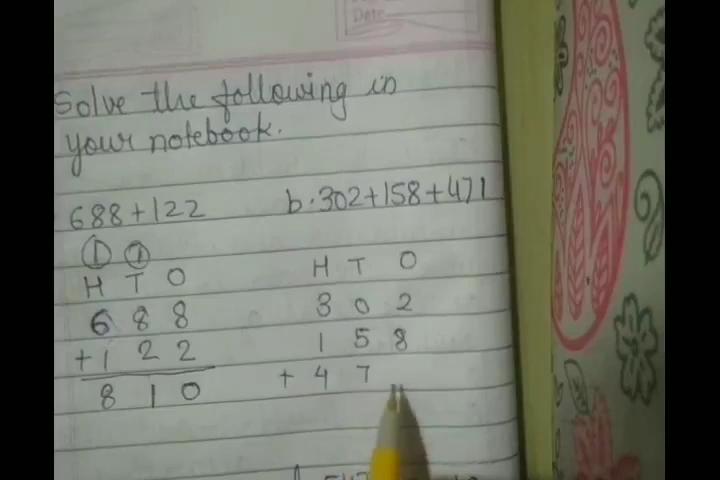 Date
Solve the following in
your notebook.
688+122 b·302+158+471
1 1
H T O H T O
6 8 8 3 0 2
+1 2 2 1 5 8
8 1 0 + 4 7